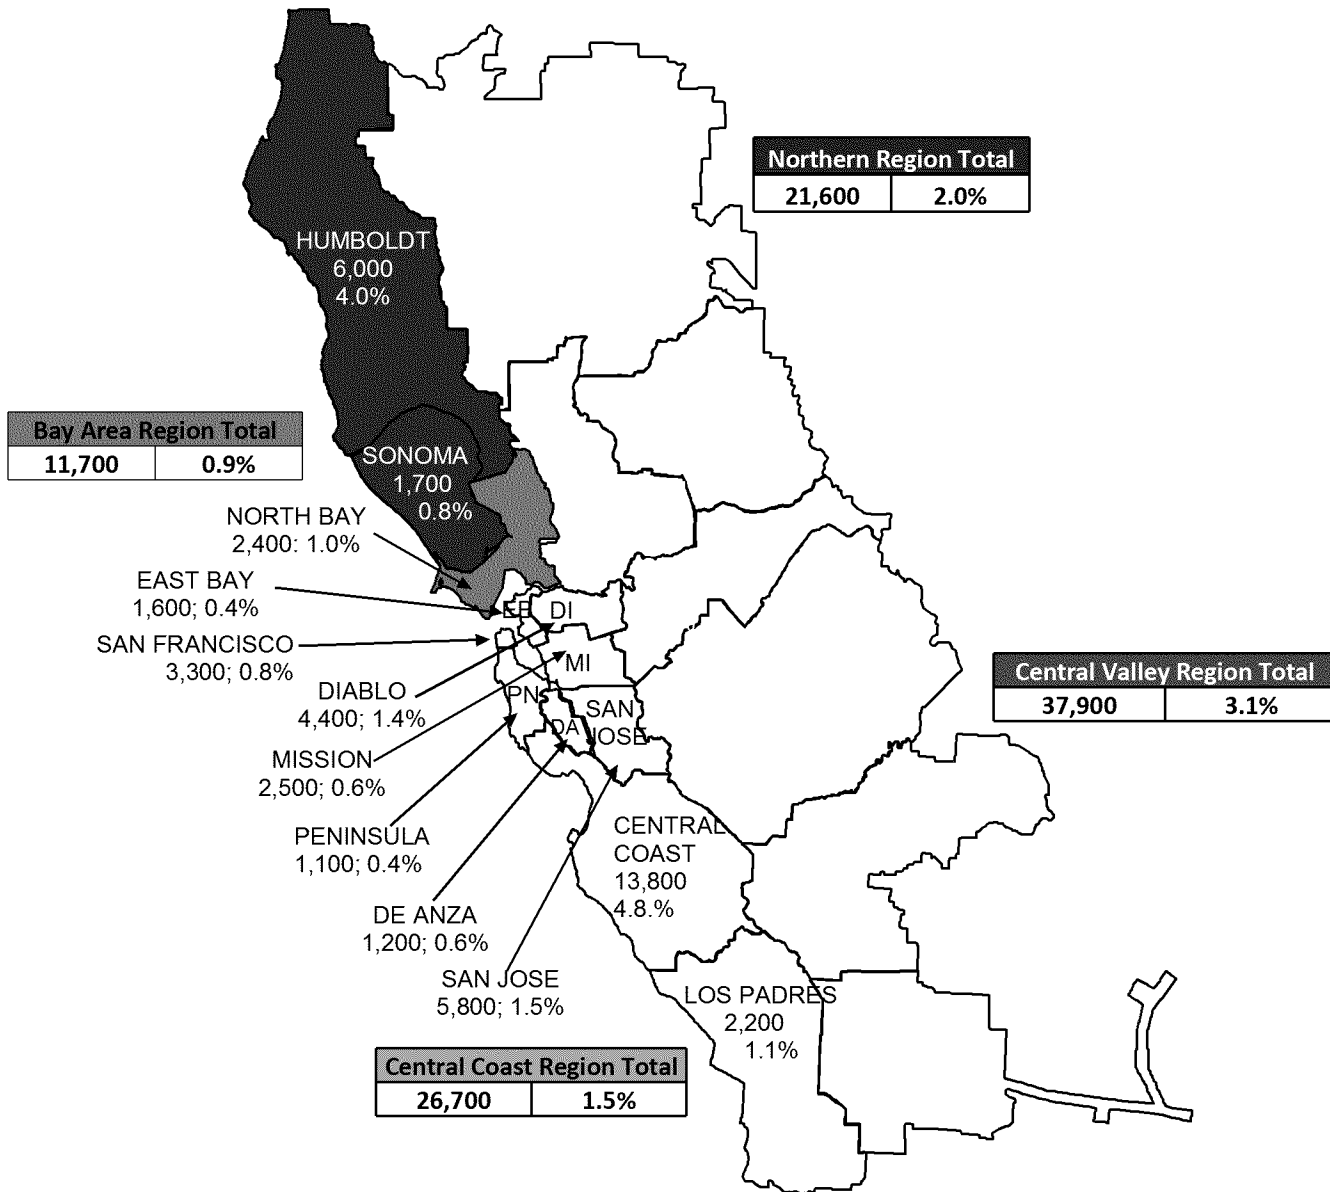 Northern Region Total
21,600 2.0%
HUMBOLDT
6,000
4.0%
Bay Area Region Total
11,700 0.9%
SONOMA
1,700
0.8%
NORTH BAY
2,400: 1.0%
EAST BAY
1,600; 0.4%
EB
DI
SAN FRANCISCO
3,300; 0.8%
MI
Central Valley Region Total
37,900 3.1%
DIABLO
4,400; 1.4%
PN
SAN
JOSE
DA
MISSION
2,500; 0.6%
PENINSULA
1,100; 0.4%
CENTRAL
COAST
13,800
4.8.%
DE ANZA
1,200; 0.6%
SAN JOSE
5,800; 1.5%
LOS PADRES
2,200
1.1%
Central Coast Region Total
26,700 1.5%